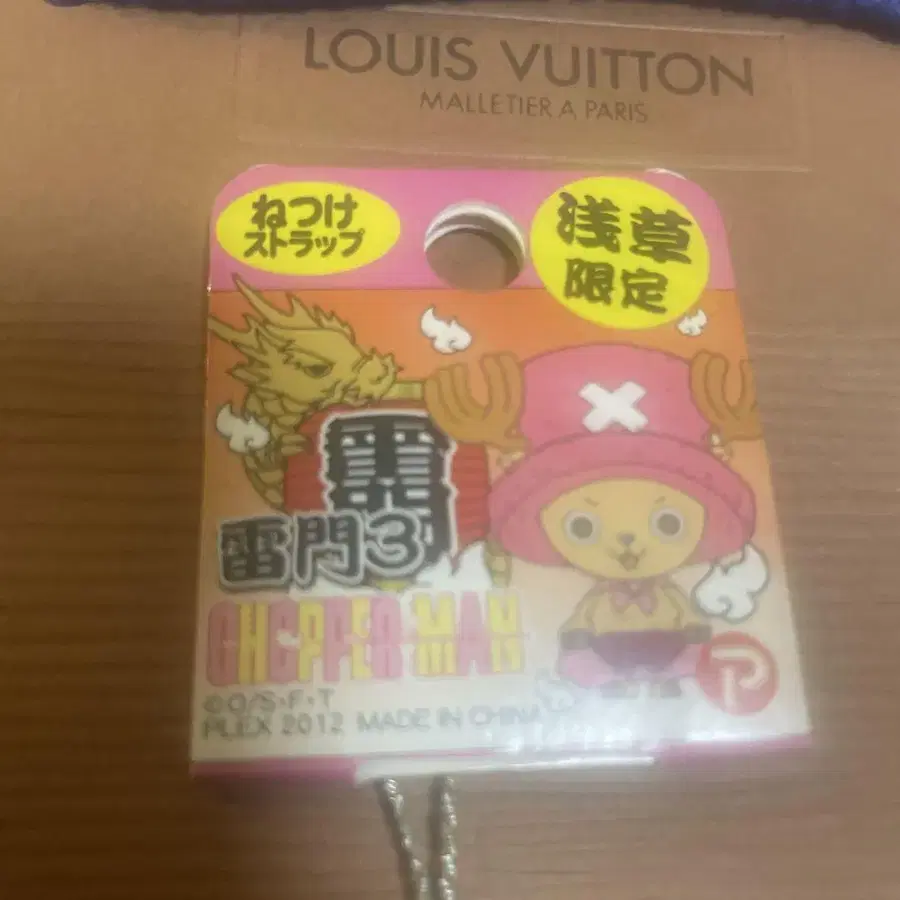 LOUIS VUITTON
MALLETIER A PARIS
ねつけ
ストラップ
浅草
限定
雷門3
CHOPPER MAN
P
©O/S・F・T
PLEX 2012 MADE IN CHINA